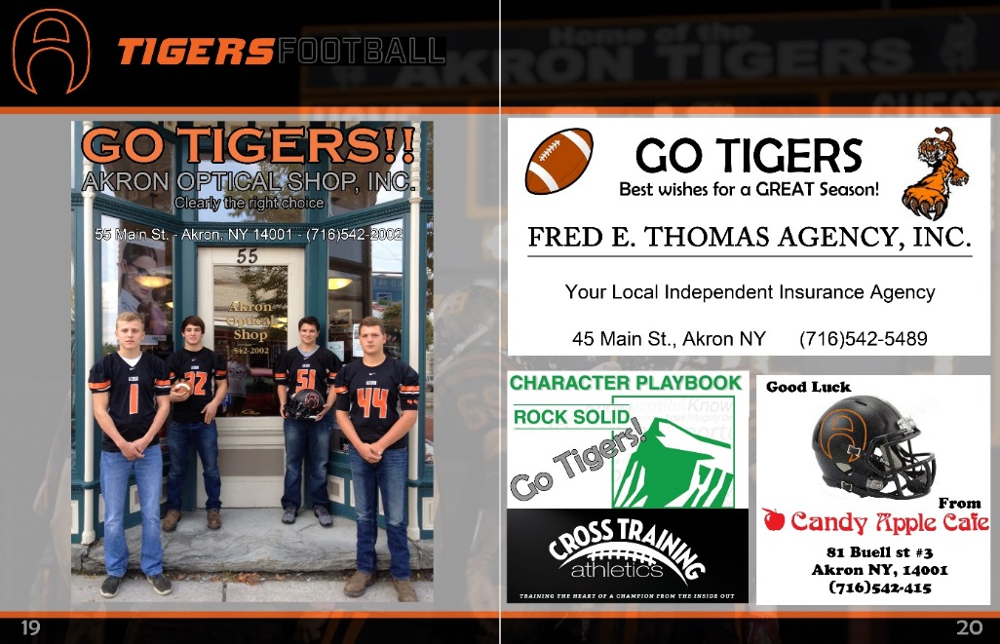 TIGERSFOOTBALL
Home of the
AKRON TIGERS
GUEST
GO TIGERS!!
AKRON OPTICAL SHOP, INC.
Clearly the right choice
55 Main St. - Akron, NY 14001 - (716)542-2002
55
Akron
Optical
Shop
542-2002
1
32
51
44
GO TIGERS
Best wishes for a GREAT Season!
FRED E. THOMAS AGENCY, INC.
Your Local Independent Insurance Agency
45 Main St., Akron NY (716)542-5489
CHARACTER PLAYBOOK
ROCK SOLID
Go Tigers!
CROSS TRAINING
athletics
TRAINING THE HEART OF A CHAMPION FROM THE INSIDE OUT
Good Luck
From
Candy Apple Cafe
81 Buell st #3
Akron NY, 14001
(716)542-415
19
20